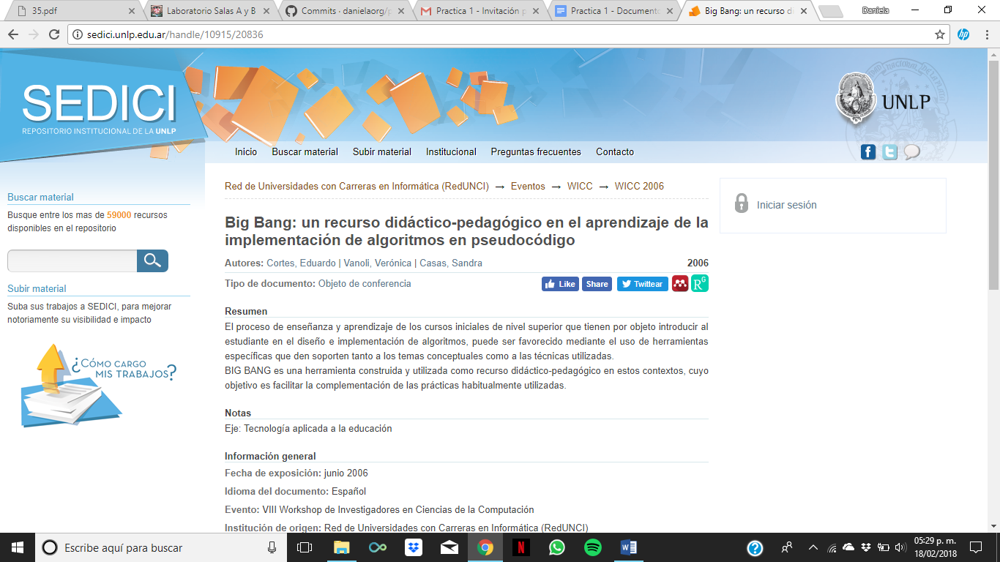 35.pdf
Laboratorio Salas A y B
Commits · danielaorg/p
Practica 1 - Invitación p
Practica 1 - Documento
Big Bang: un recurso di
Daniela
sedici.unlp.edu.ar/handle/10915/20836
SEDICI
REPOSITORIO INSTITUCIONAL DE LA UNLP
UNLP
Inicio Buscar material Subir material Institucional Preguntas frecuentes Contacto
Buscar material
Busque entre los mas de 59000 recursos
disponibles en el repositorio
Subir material
Suba sus trabajos a SEDICI, para mejorar
notoriamente su visibilidad e impacto
¿CÓMO CARGO
MIS TRABAJOS?
Red de Universidades con Carreras en Informática (RedUNCI) → Eventos → WICC → WICC 2006
Big Bang: un recurso didáctico-pedagógico en el aprendizaje de la
implementación de algoritmos en pseudocódigo
Autores: Cortes, Eduardo | Vanoli, Verónica | Casas, Sandra 2006
Tipo de documento: Objeto de conferencia
Like Share Twittear
RG
Resumen
El proceso de enseñanza y aprendizaje de los cursos iniciales de nivel superior que tienen por objeto introducir al
estudiante en el diseño e implementación de algoritmos, puede ser favorecido mediante el uso de herramientas
específicas que den soporten tanto a los temas conceptuales como a las técnicas utilizadas.
BIG BANG es una herramienta construida y utilizada como recurso didáctico-pedagógico en estos contextos, cuyo
objetivo es facilitar la complementación de las prácticas habitualmente utilizadas.
Notas
Eje: Tecnología aplicada a la educación
Información general
Fecha de exposición: junio 2006
Idioma del documento: Español
Evento: VIII Workshop de Investigadores en Ciencias de la Computación
Institución de origen: Red de Universidades con Carreras en Informática (RedUNCI)
Iniciar sesión
Escribe aquí para buscar
05:29 p. m.
18/02/2018